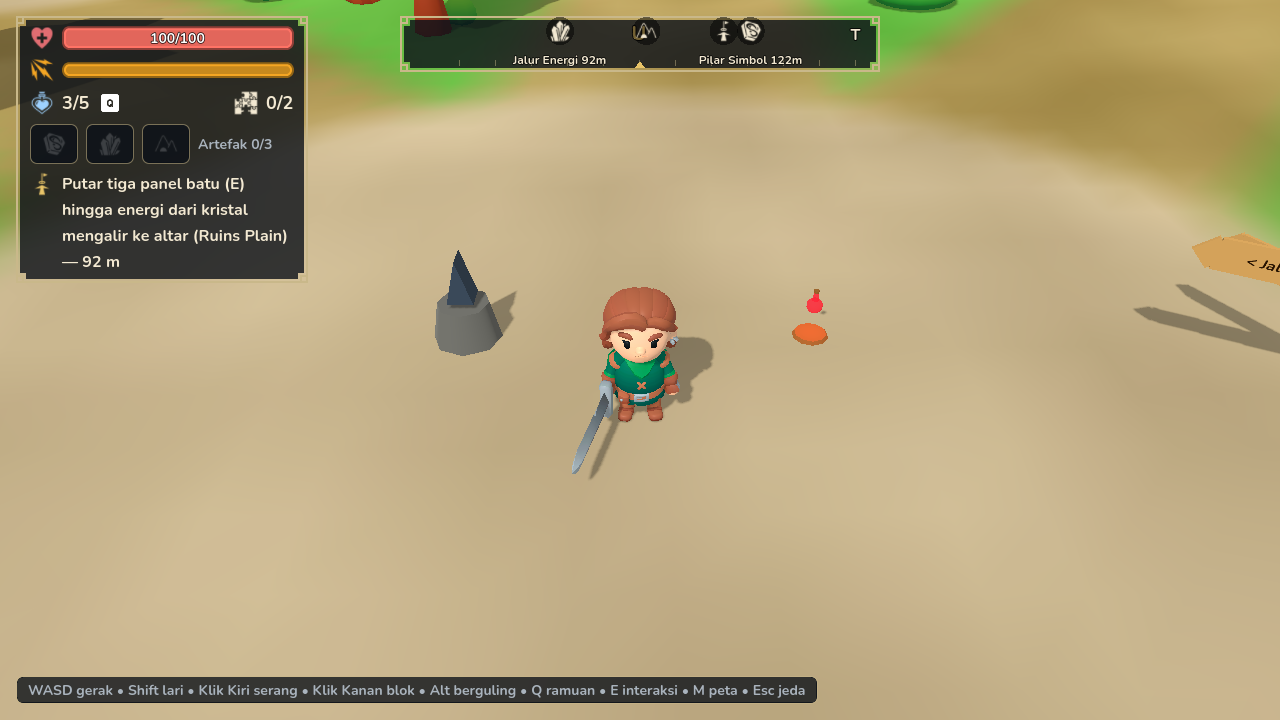 100/100
3/5 Q 0/2
Artefak 0/3
Putar tiga panel batu (E)
hingga energi dari kristal
mengalir ke altar (Ruins Plain)
— 92 m
T
Jalur Energi 92m
Pilar Simbol 122m
WASD gerak • Shift lari • Klik Kiri serang • Klik Kanan blok • Alt berguling • Q ramuan • E interaksi • M peta • Esc jeda